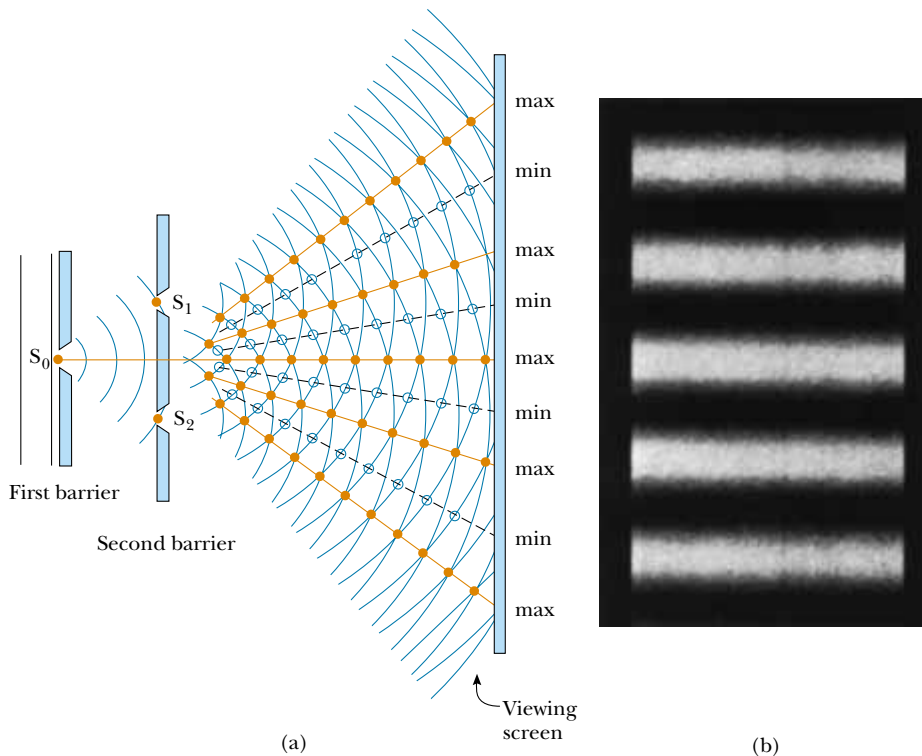 max
min
max
S1
min
S0
max
min
S2
max
First barrier
min
Second barrier
max
Viewing
screen
(a)
(b)